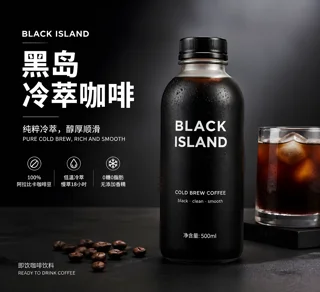 BLACK ISLAND
黑岛
冷萃咖啡
纯粹冷萃，醇厚顺滑
PURE COLD BREW, RICH AND SMOOTH
100%
阿拉比卡咖啡豆
低温冷萃
慢萃18小时
0糖0脂肪
无添加香精
即饮咖啡饮料
READY TO DRINK COFFEE
BLACK
ISLAND
COLD BREW COFFEE
black · clean · smooth
净含量: 500ml